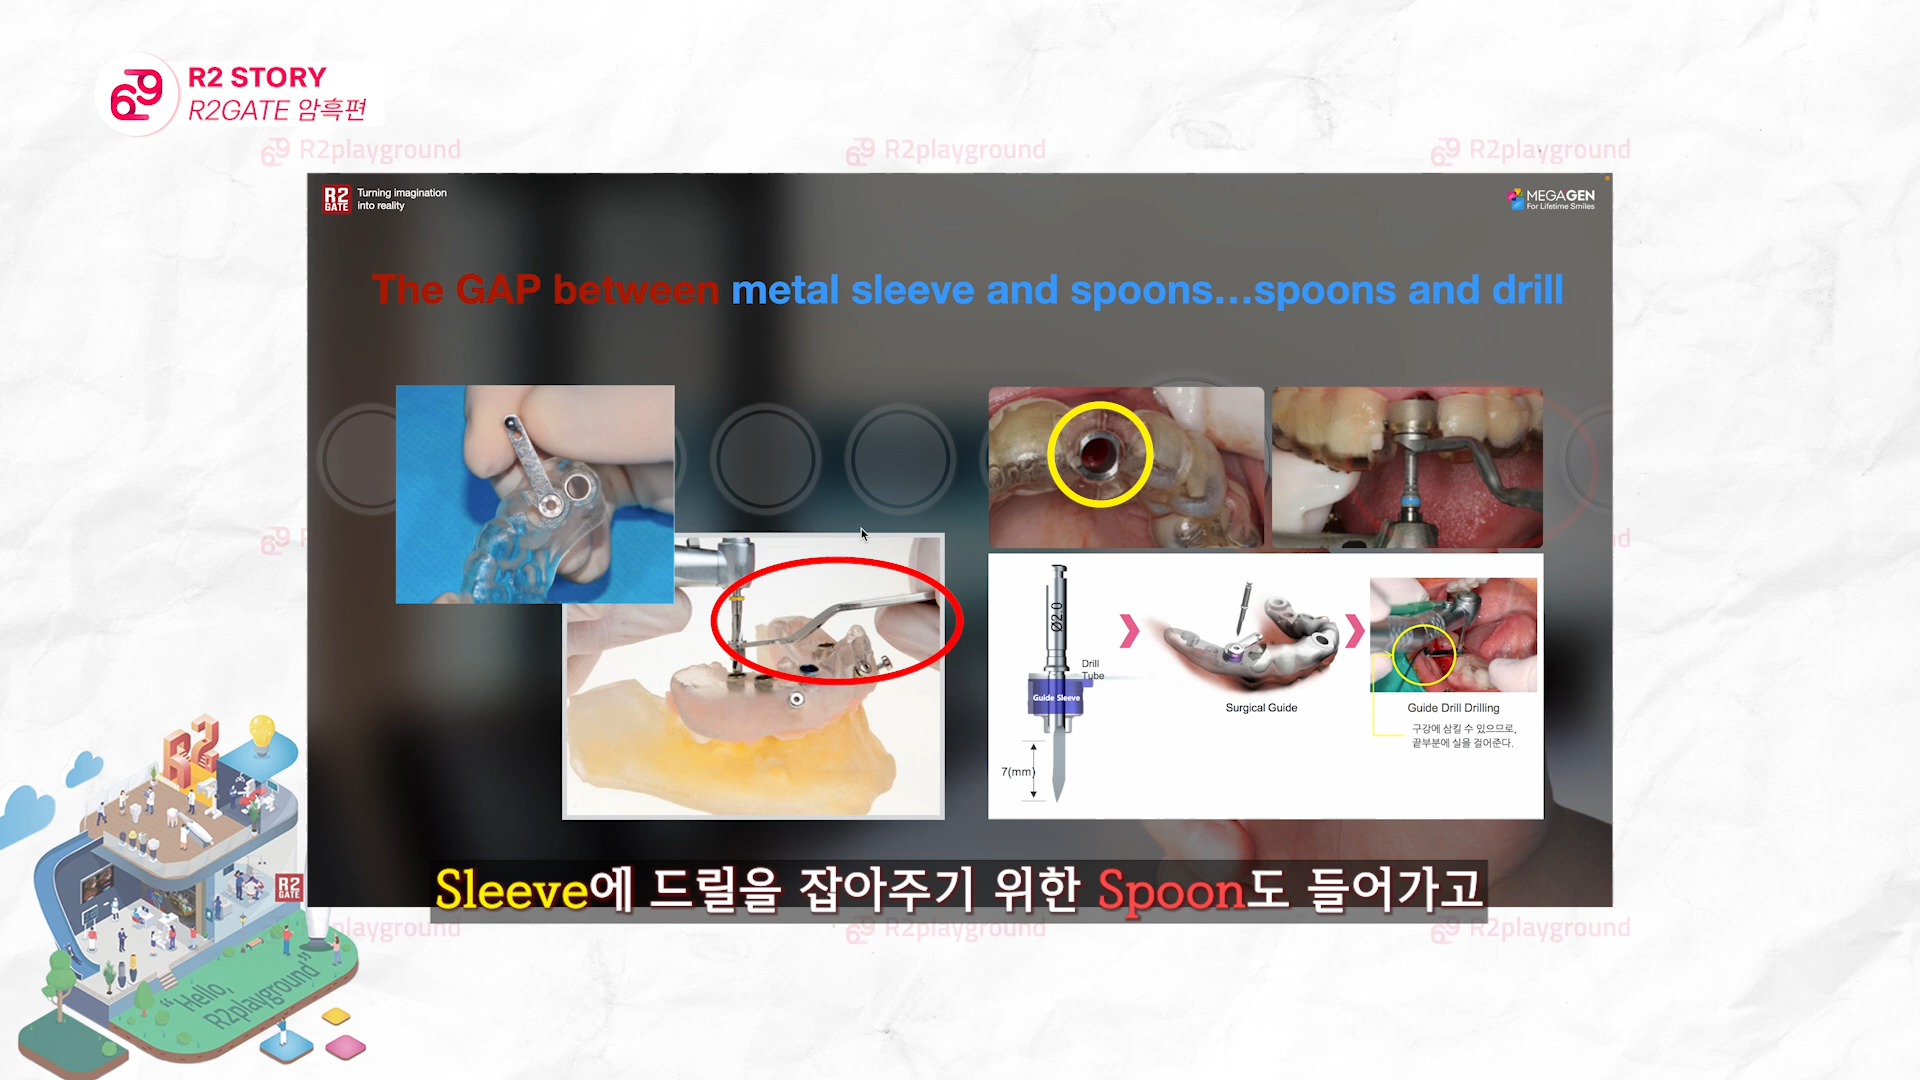 R2 STORY
R2GATE 암흑편
R2playground
R2playground
R2playground
R2 GATE
Turning imagination
into reality
MEGAGEN
For Lifetime Smiles
The GAP between metal sleeve and spoons...spoons and drill
Ø2.0
Drill
Tube
Guide Sleeve
7(mm)
Surgical Guide
Guide Drill Drilling
구강에 삼킬 수 있으므로,
끝부분에 실을 걸어준다.
Sleeve에 드릴을 잡아주기 위한 Spoon도 들어가고
playground
R2playground
R2playground
R2
R2 GATE
"Hello,
R2playground"